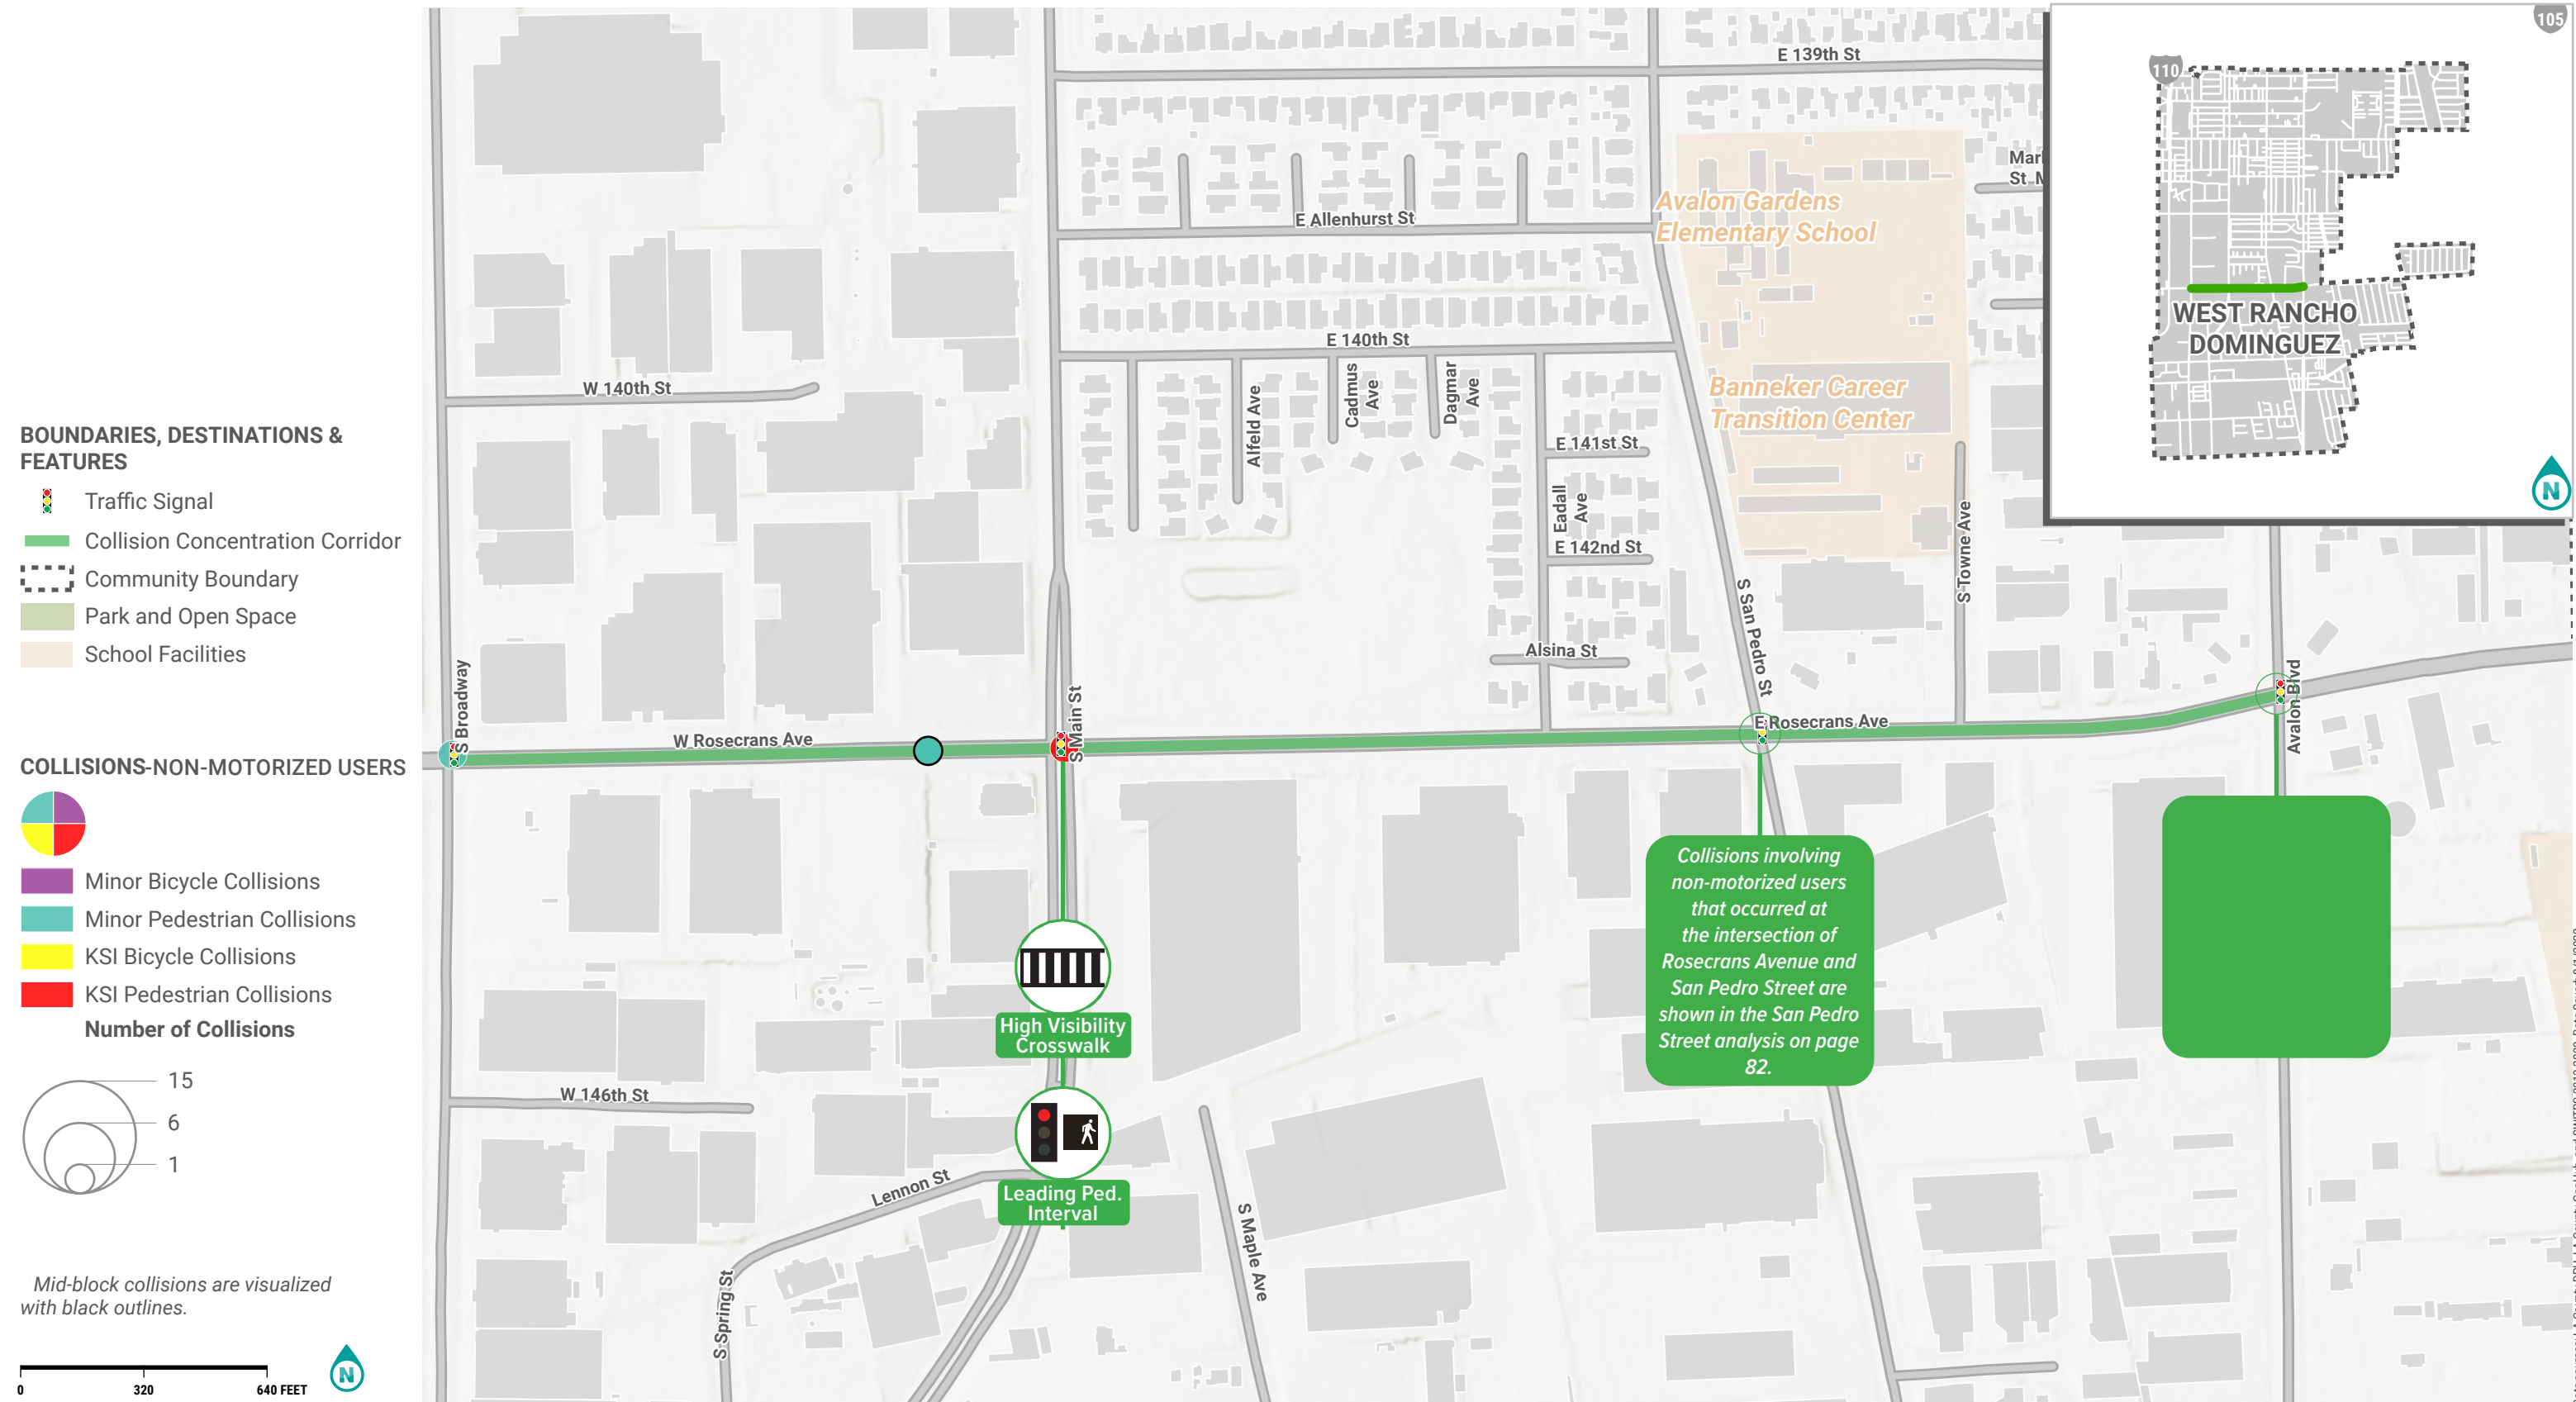 BOUNDARIES, DESTINATIONS &
FEATURES
Traffic Signal
Collision Concentration Corridor
Community Boundary
Park and Open Space
School Facilities
COLLISIONS-NON-MOTORIZED USERS
Minor Bicycle Collisions
Minor Pedestrian Collisions
KSI Bicycle Collisions
KSI Pedestrian Collisions
Number of Collisions
15
6
1
Mid-block collisions are visualized
with black outlines.
0 320 640 FEET
N
E 139th St
Avalon Gardens
Elementary School
E Allenhurst St
E 140th St
W 140th St
Alfeld Ave
Cadmus
Ave
Dagmar
Ave
Banneker Career
Transition Center
E 141st St
Eadall
Ave
E 142nd St
S Towne Ave
S San Pedro St
Alsina St
S Broadway
W Rosecrans Ave
S Main St
E Rosecrans Ave
Avalon Blvd
High Visibility
Crosswalk
Leading Ped.
Interval
Collisions involving
non-motorized users
that occurred at
the intersection of
Rosecrans Avenue and
San Pedro Street are
shown in the San Pedro
Street analysis on page
82.
W 146th St
Lennon St
S Spring St
S Maple Ave
105
110
WEST RANCHO
DOMINGUEZ
N